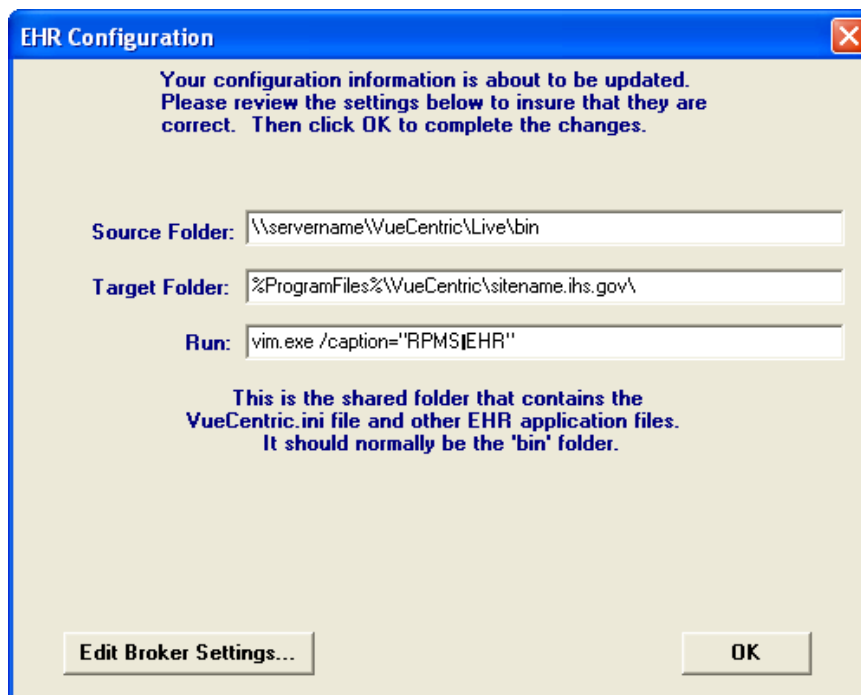 EHR Configuration
Your configuration information is about to be updated.
Please review the settings below to insure that they are
correct. Then click OK to complete the changes.
Source Folder: \\servername\VueCentric\Live\bin
Target Folder: %ProgramFiles%\VueCentric\sitename.ihs.gov\
Run: vim.exe /caption="RPMS EHR"
This is the shared folder that contains the
VueCentric.ini file and other EHR application files.
It should normally be the 'bin' folder.
Edit Broker Settings... OK